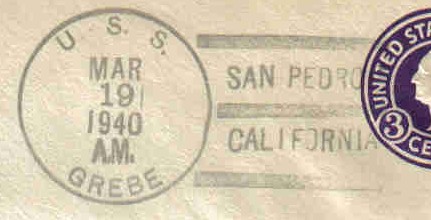 U. S. S.
MAR
19
1940
A.M.
GREBE
SAN PEDRO
CALIFORNIA
UNITED STA
3
CE